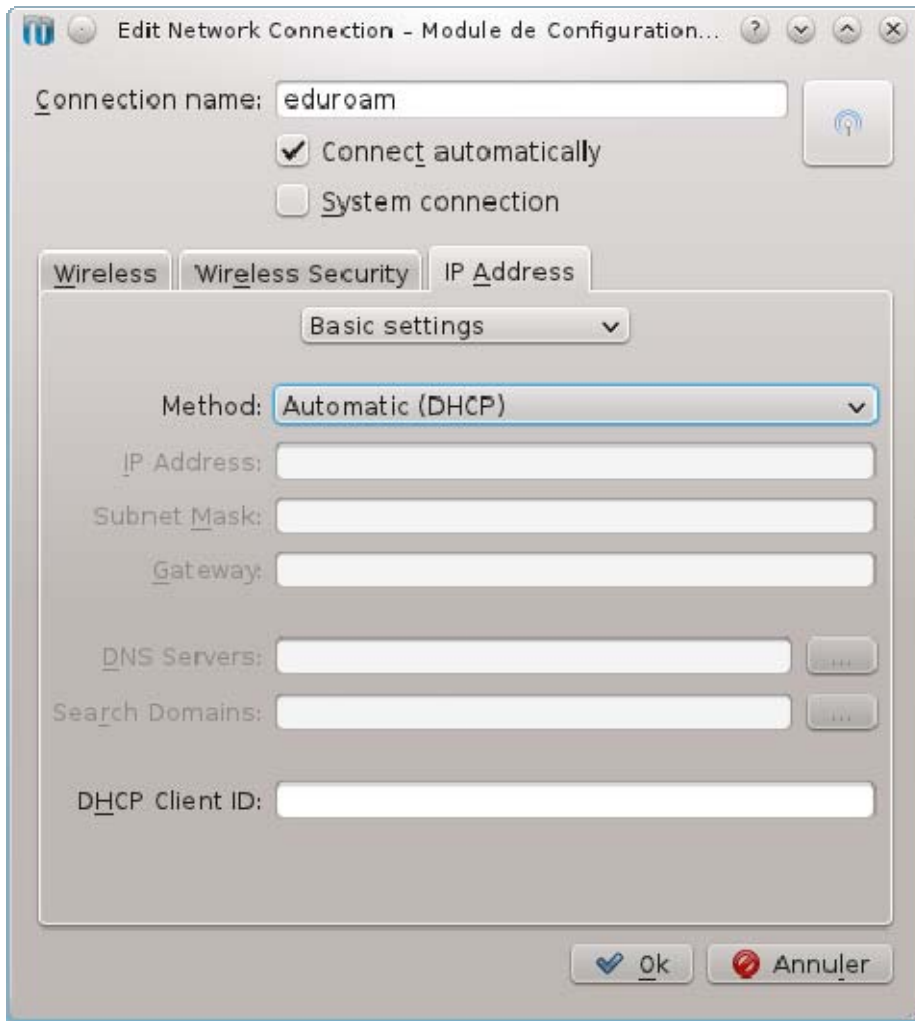 Edit Network Connection – Module de Configuration...
Connection name: eduroam
Connect automatically
System connection
Wireless Wireless Security IP Address
Basic settings
Method: Automatic (DHCP)
IP Address:
Subnet Mask:
Gateway:
DNS Servers: ...
Search Domains: ...
DHCP Client ID:
Ok Annuler